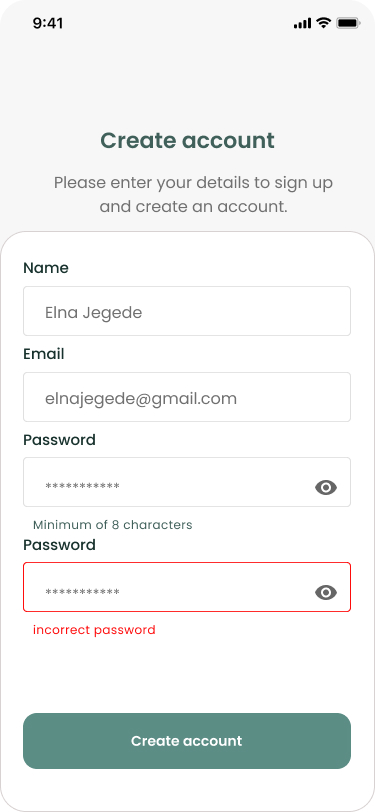 9:41
Create account
Please enter your details to sign up
and create an account.
Name
Elna Jegede
Email
elnajegede@gmail.com
Password
***********
Minimum of 8 characters
Password
***********
incorrect password
Create account